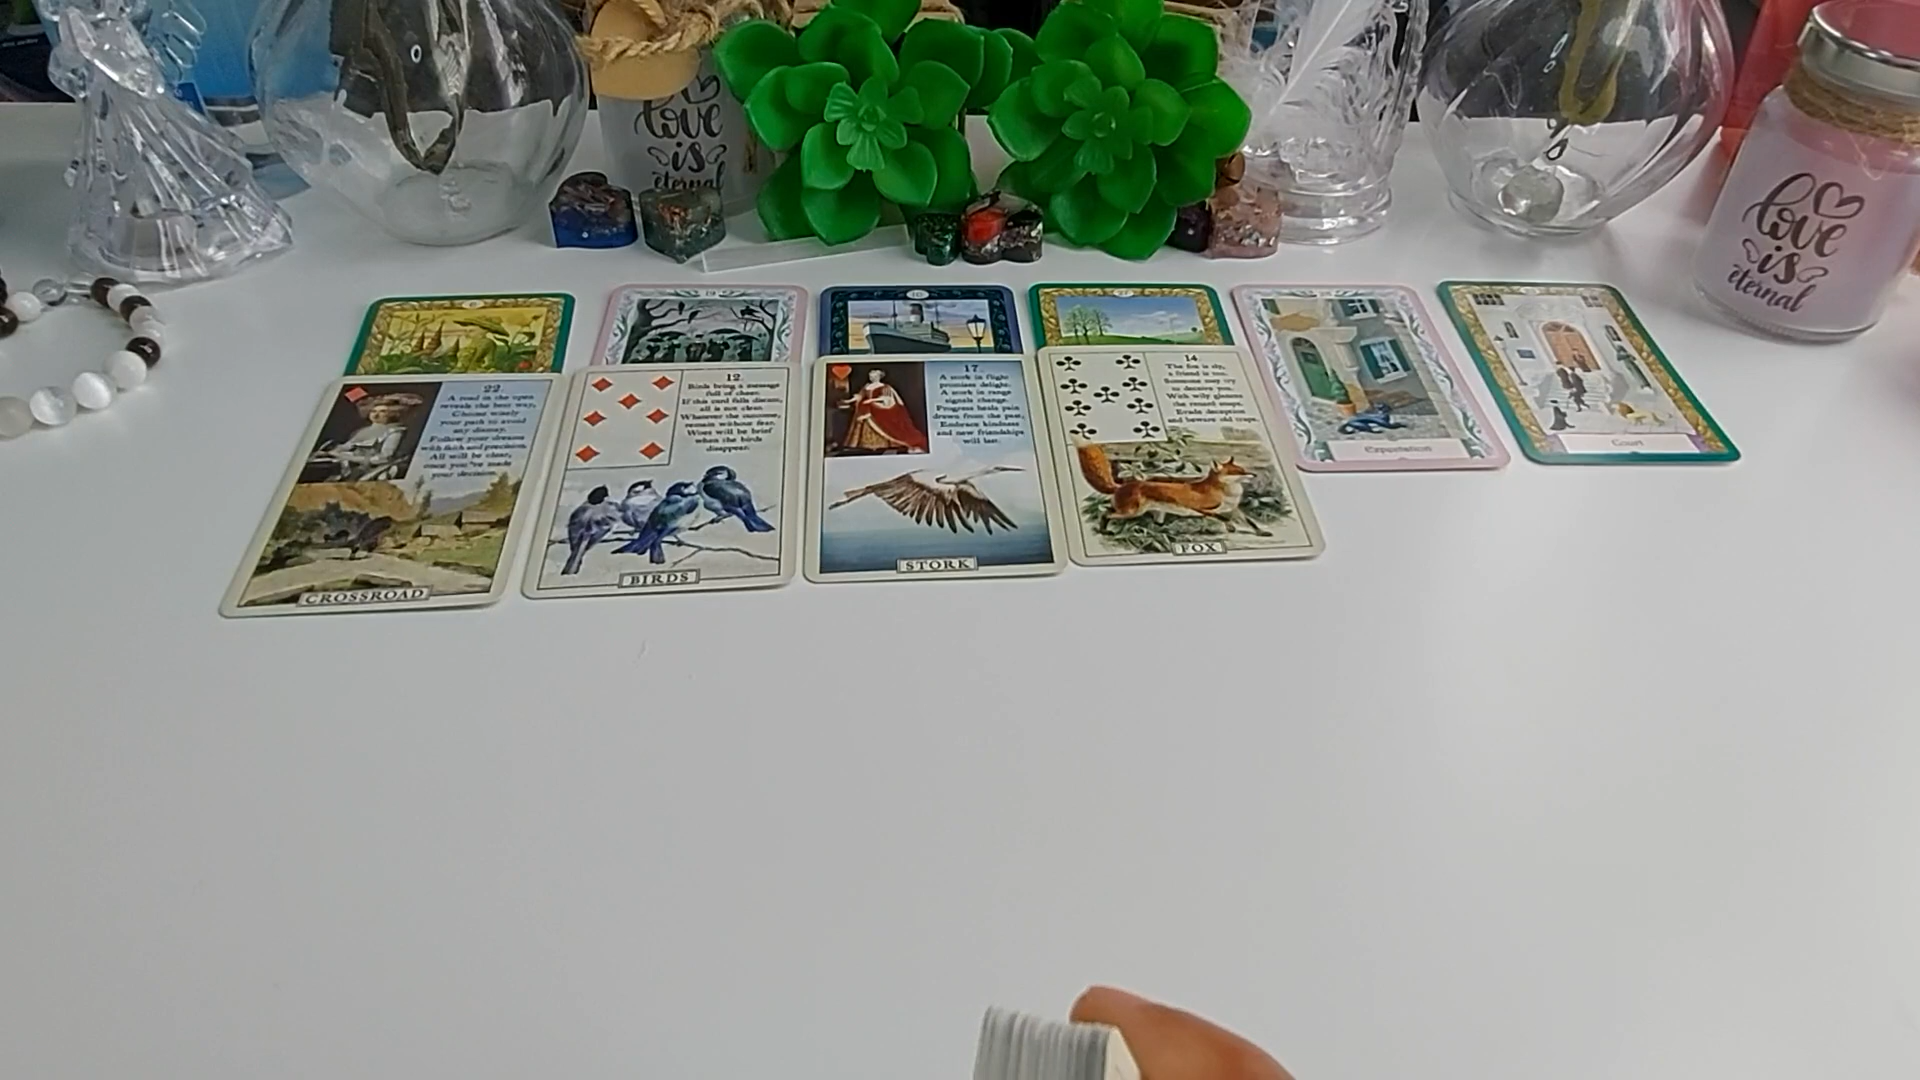 love
is
eternal
love
is
eternal
19
10
22
A road in the open
reveals the best way.
Choose wisely
your path to avoid
any dismay.
Follow your dreams
with faith and precision.
All will be clear,
once you've made
your decision.
CROSSROAD
12
Birds bring a message
full of cheer.
If this card falls distant,
all is not clear.
Whatever the outcome,
remain without fear.
Woes will be brief
when the birds
disappear.
BIRDS
17
A stork in flight
promises delight.
A stork in range
signals change.
Progress heals pain
drawn from the past,
Embrace kindness
and new friendships
will last.
STORK
14
The fox is sly,
a friend is too.
Someone may try
to deceive you.
With wily gleams
the renard
Evade deception
and beware old traps.
FOX
Expectation
Court